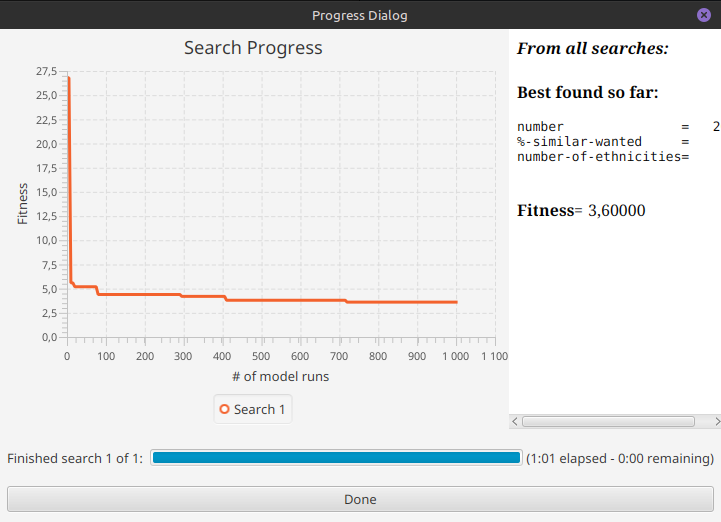 Progress Dialog
Search Progress
27,5
25,0
22,5
20,0
17,5
15,0
12,5
10,0
7,5
5,0
2,5
0,0
Fitness
0 100 200 300 400 500 600 700 800 900 1 000 1 100
# of model runs
Search 1
From all searches:
Best found so far:
number = 2
%-similar-wanted =
number-of-ethnicities=
Fitness= 3,60000
Finished search 1 of 1: (1:01 elapsed - 0:00 remaining)
Done